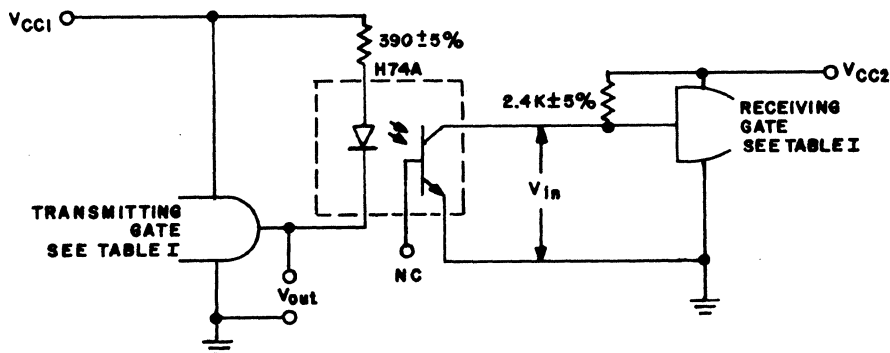 VCC1
390±5%
H74A
2.4K±5%
VCC2
RECEIVING
GATE
SEE TABLE I
Vin
TRANSMITTING
GATE
SEE TABLE I
NC
Vout